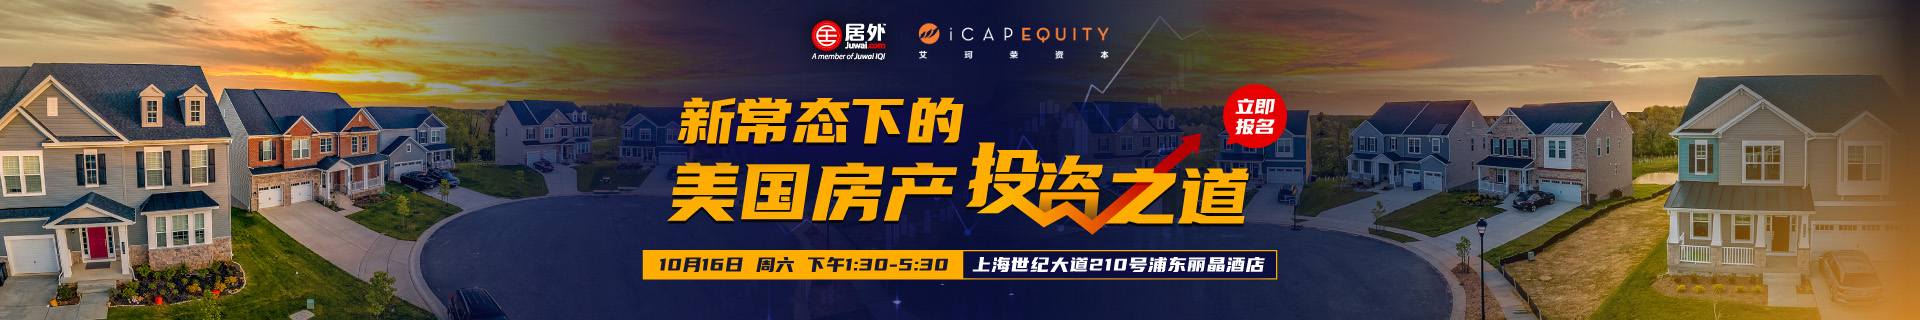 居外
Juwai.com
A member of Juwai IQI
iCAPEQUITY
艾珂荣资本
新常态下的
美国房产投资之道
立即
报名
10月16日 周六 下午1:30-5:30
上海世纪大道210号浦东丽晶酒店